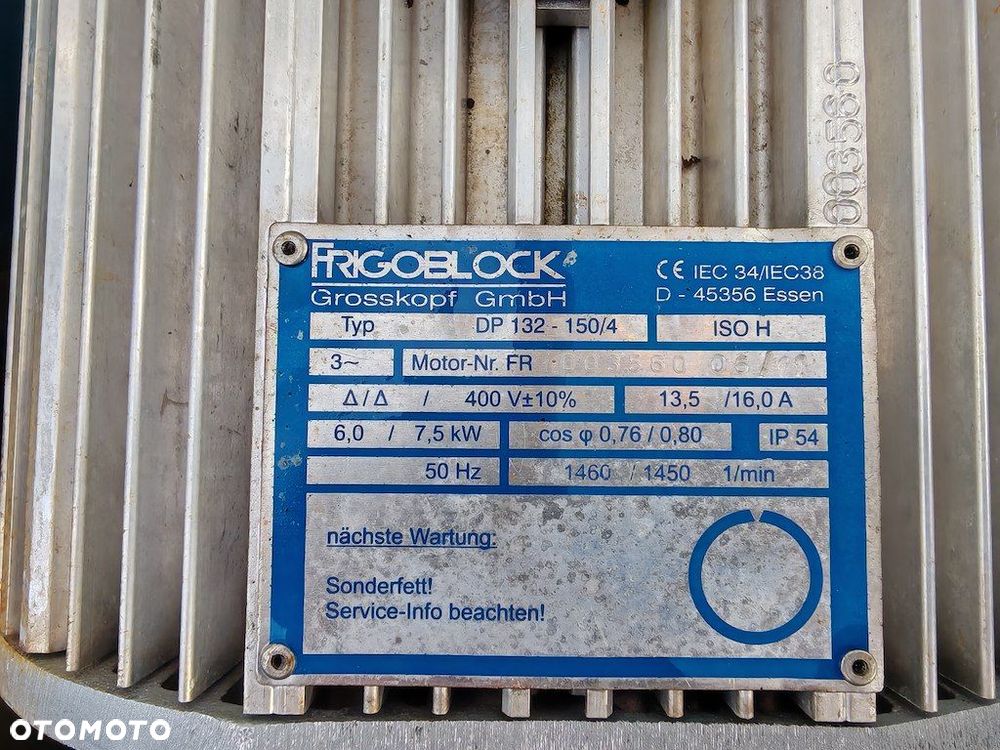 003560
FRIGOBLOCK
Grosskopf GmbH
CE IEC 34/IEC38
D - 45356 Essen
Typ DP 132 - 150/4 ISO H
3~ Motor-Nr. FR 003560
Δ / Δ / 400 V±10% 13,5 /16,0 A
6,0 / 7,5 kW cos φ 0,76 / 0,80 IP 54
50 Hz 1460 / 1450 1/min
nächste Wartung:
Sonderfett!
Service-Info beachten!
OTOMOTO